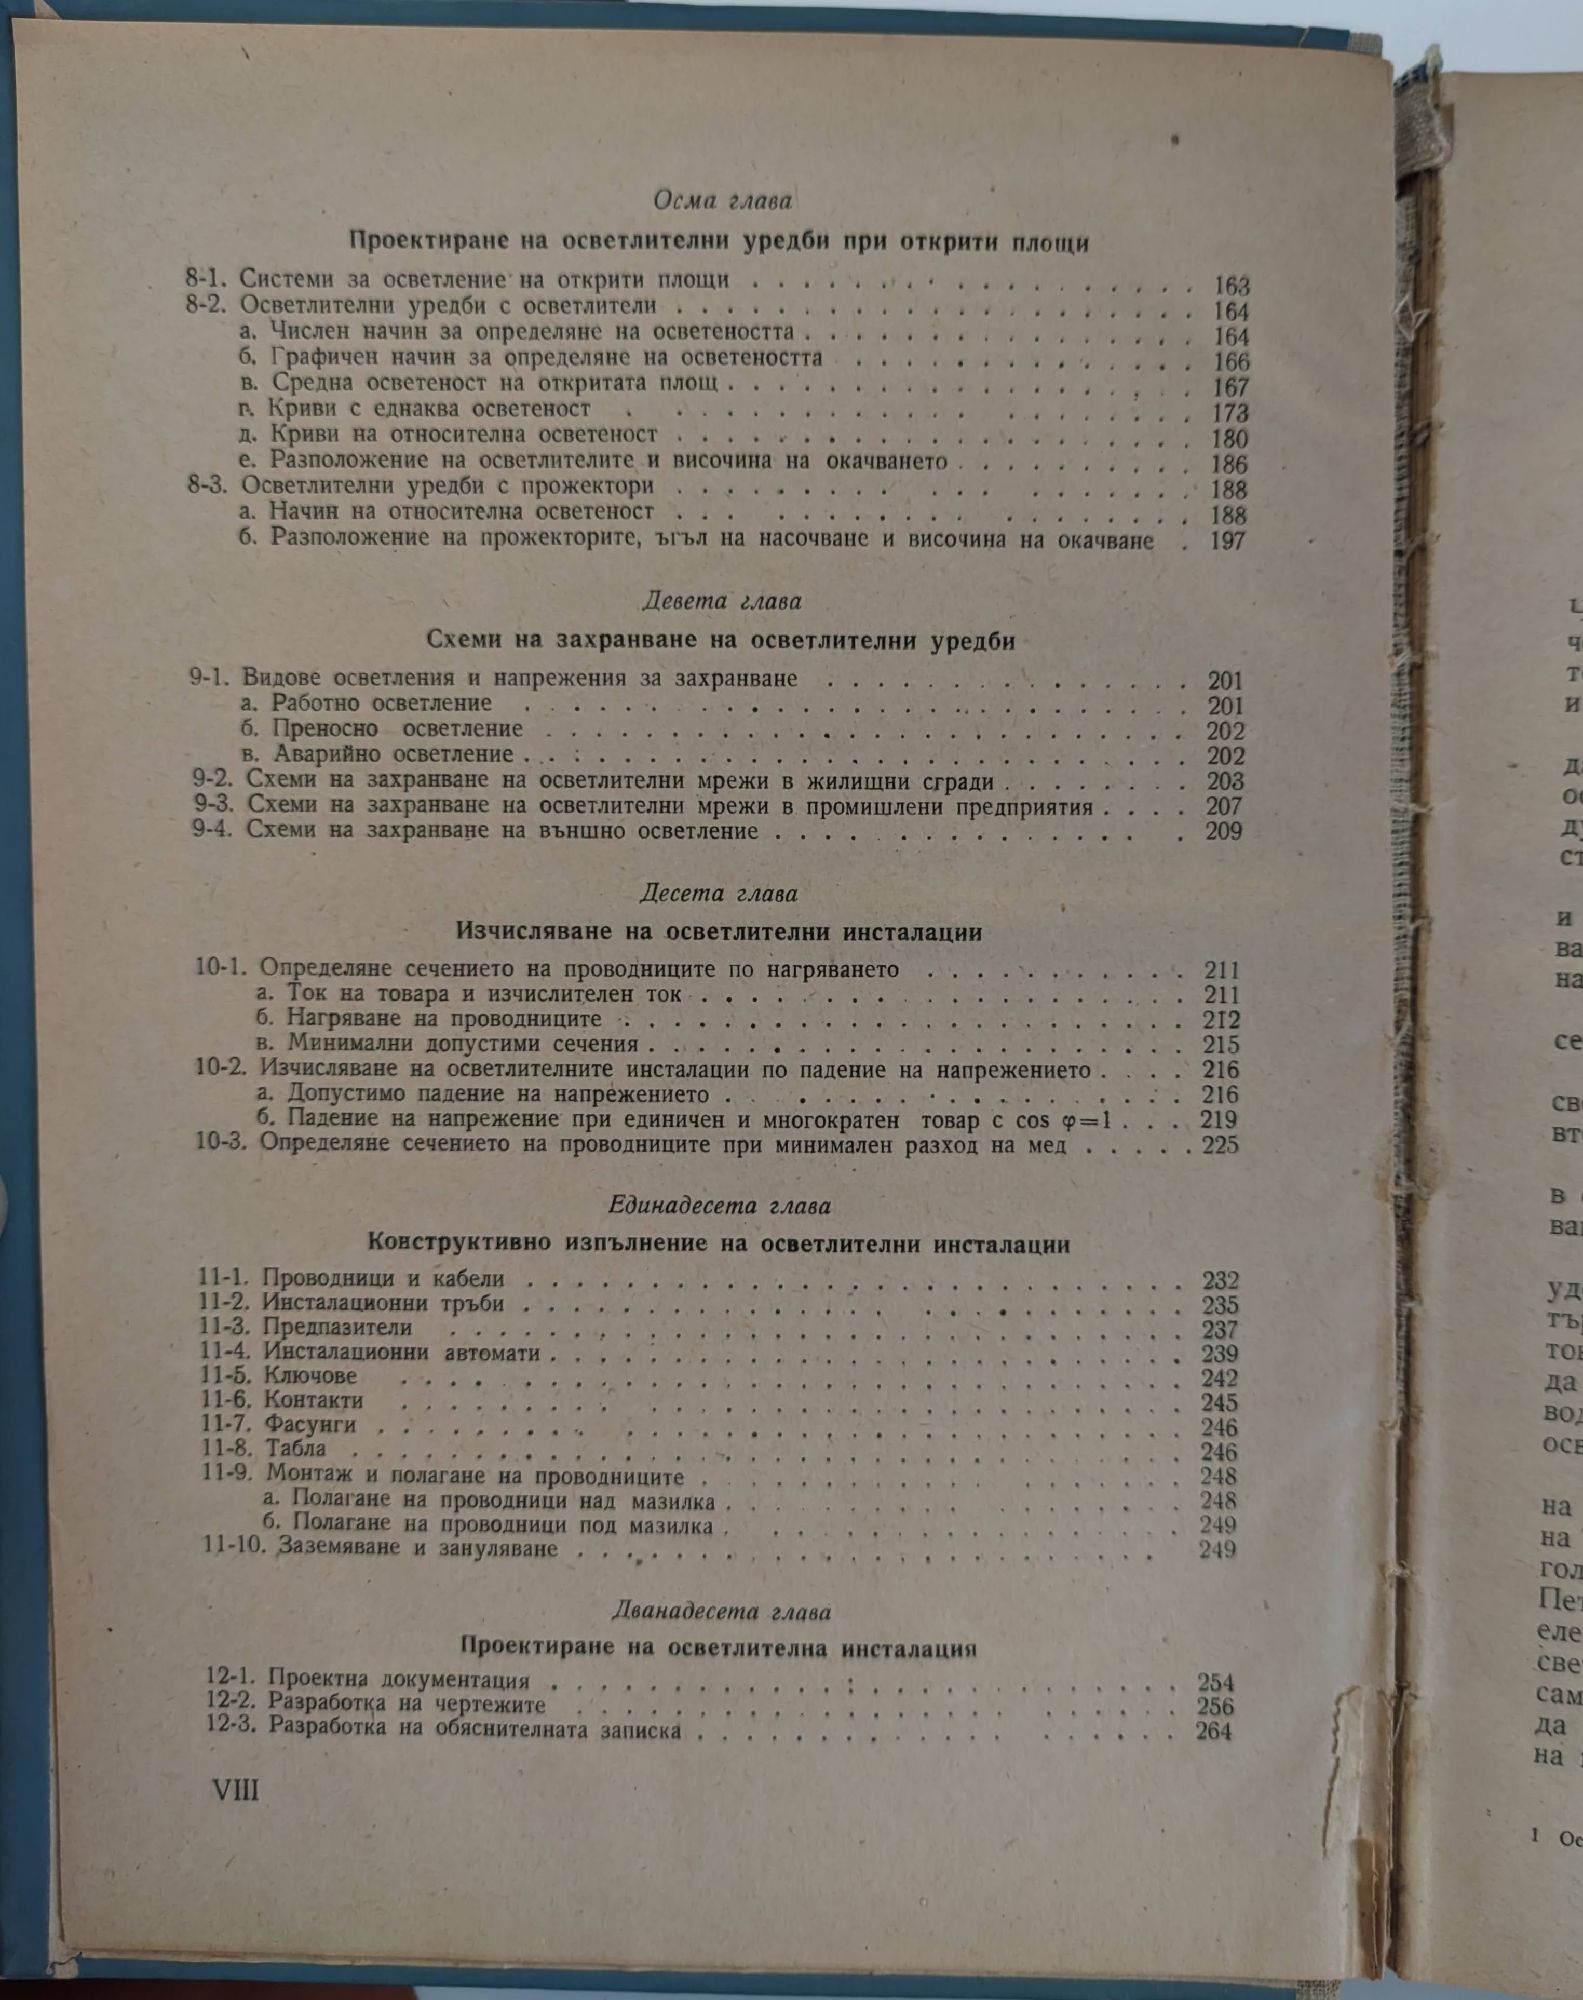 Осма глава
Проектиране на осветлителни уредби при открити площи
8-1. Системи за осветление на открити площи . . . . . . . . . . . . . . . . . 163
8-2. Осветлителни уредби с осветлители . . . . . . . . . . . . . . . . . . . 164
а. Числен начин за определяне на осветеността . . . . . . . . . . . . . . . 164
б. Графичен начин за определяне на осветеността . . . . . . . . . . . . . 166
в. Средна осветеност на откритата площ . . . . . . . . . . . . . . . . . . 167
г. Криви с еднаква осветеност . . . . . . . . . . . . . . . . . . . . 173
д. Криви на относителна осветеност . . . . . . . . . . . . . . . . . . . 180
е. Разположение на осветлителите и височина на окачването . . . . . . . . . 186
8-3. Осветлителни уредби с прожектори . . . . . . . . . . . . . . . . . . 188
а. Начин на относителна осветеност . . . . . . . . . . . . . . . . . . 188
б. Разположение на прожекторите, ъгъл на насочване и височина на окачване . 197
Девета глава
Схеми на захранване на осветлителни уредби
9-1. Видове осветления и напрежения за захранване . . . . . . . . . . . . . . 201
а. Работно осветление . . . . . . . . . . . . . . . . . . . . . . . . 201
б. Преносно осветление . . . . . . . . . . . . . . . . . . . . . . . . 202
в. Аварийно осветление . . . . . . . . . . . . . . . . . . . . . . . . 202
9-2. Схеми на захранване на осветлителни мрежи в жилищни сгради . . . . . . . 203
9-3. Схеми на захранване на осветлителни мрежи в промишлени предприятия . . . . 207
9-4. Схеми на захранване на външно осветление . . . . . . . . . . . . . . . 209
Десета глава
Изчисляване на осветлителни инсталации
10-1. Определяне сечението на проводниците по нагряването . . . . . . . . . . . 211
а. Ток на товара и изчислителен ток . . . . . . . . . . . . . . . . . . . 211
б. Нагряване на проводниците . . . . . . . . . . . . . . . . . . . . . 212
в. Минимални допустими сечения . . . . . . . . . . . . . . . . . . . . 215
10-2. Изчисляване на осветлителните инсталации по падение на напрежението . . . . 216
а. Допустимо падение на напрежението . . . . . . . . . . . . . . . . . 216
б. Падение на напрежение при единичен и многократен товар с cos φ=1 . . . 219
10-3. Определяне сечението на проводниците при минимален разход на мед . . . . . 225
Единадесета глава
Конструктивно изпълнение на осветлителни инсталации
11-1. Проводници и кабели . . . . . . . . . . . . . . . . . . . . . . . . 232
11-2. Инсталационни тръби . . . . . . . . . . . . . . . . . . . . . . . . 235
11-3. Предпазители . . . . . . . . . . . . . . . . . . . . . . . . . . . 237
11-4. Инсталационни автомати . . . . . . . . . . . . . . . . . . . . . . . 239
11-5. Ключове . . . . . . . . . . . . . . . . . . . . . . . . . . . . 242
11-6. Контакти . . . . . . . . . . . . . . . . . . . . . . . . . . . . 245
11-7. Фасунги . . . . . . . . . . . . . . . . . . . . . . . . . . . . 246
11-8. Табла . . . . . . . . . . . . . . . . . . . . . . . . . . . . . 246
11-9. Монтаж и полагане на проводниците . . . . . . . . . . . . . . . . . . 248
а. Полагане на проводници над мазилка . . . . . . . . . . . . . . . . . 248
б. Полагане на проводници под мазилка . . . . . . . . . . . . . . . . . 249
11-10. Заземяване и зануляване . . . . . . . . . . . . . . . . . . . . . . 249
Дванадесета глава
Проектиране на осветлителна инсталация
12-1. Проектна документация . . . . . . . . . . . . . . . . . . . . . . . 254
12-2. Разработка на чертежите . . . . . . . . . . . . . . . . . . . . . . 256
12-3. Разработка на обяснителната записка . . . . . . . . . . . . . . . . . 264
VIII